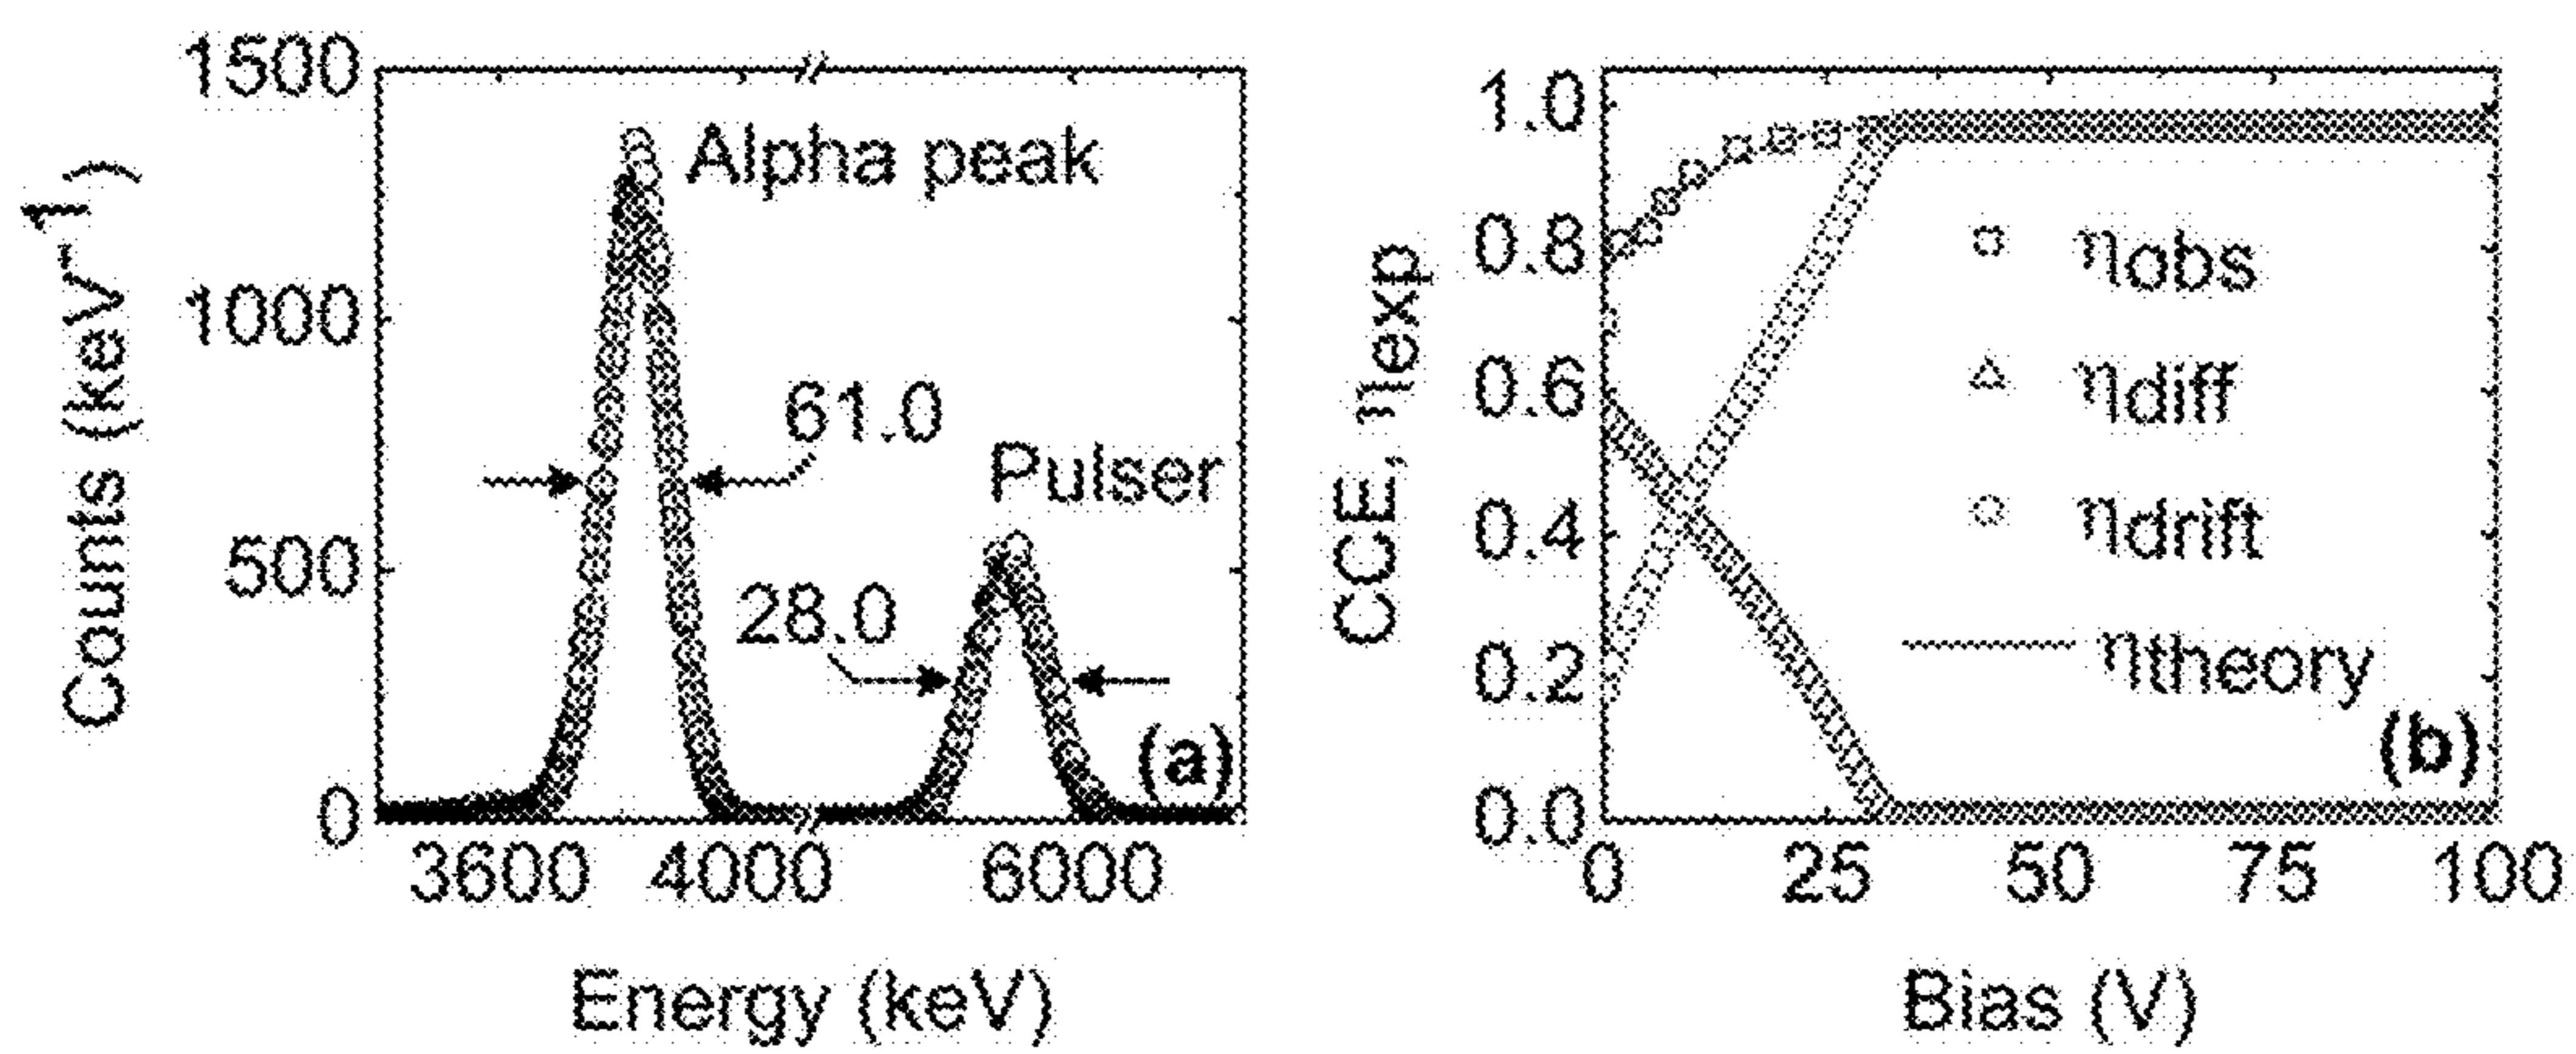 1500
1000
500
0
Counts (keV⁻¹)
Alpha peak
61.0
Pulser
28.0
(a)
3600 4000 6000
Energy (keV)
1.0
0.8
0.6
0.4
0.2
0.0
CCE, ηexp
ηobs
ηdiff
ηdrift
ηtheory
(b)
0 25 50 75 100
Bias (V)